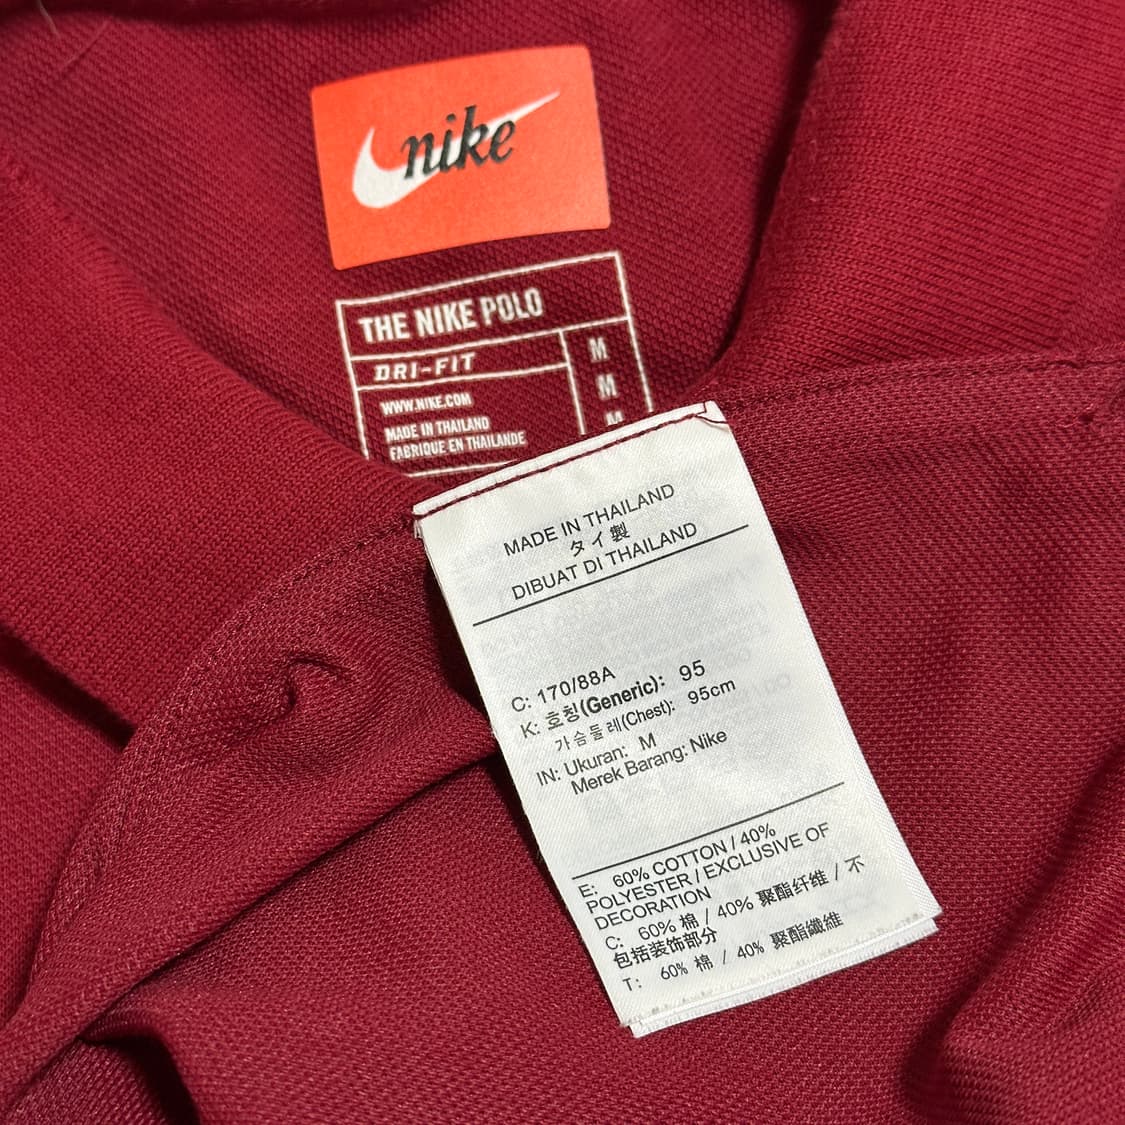 nike
THE NIKE POLO
DRI-FIT
M
M
M
WWW.NIKE.COM
MADE IN THAILAND
FABRIQUE EN THAILANDE
MADE IN THAILAND
タイ製
DIBUAT DI THAILAND
C: 170/88A
K: 호칭(Generic): 95
가슴둘레(Chest): 95cm
IN: Ukuran: M
Merek Barang: Nike
E: 60% COTTON / 40%
POLYESTER / EXCLUSIVE OF
DECORATION
C: 60% 棉 / 40% 聚酯纤维 / 不
包括装饰部分
T: 60% 棉 / 40% 聚酯纖維